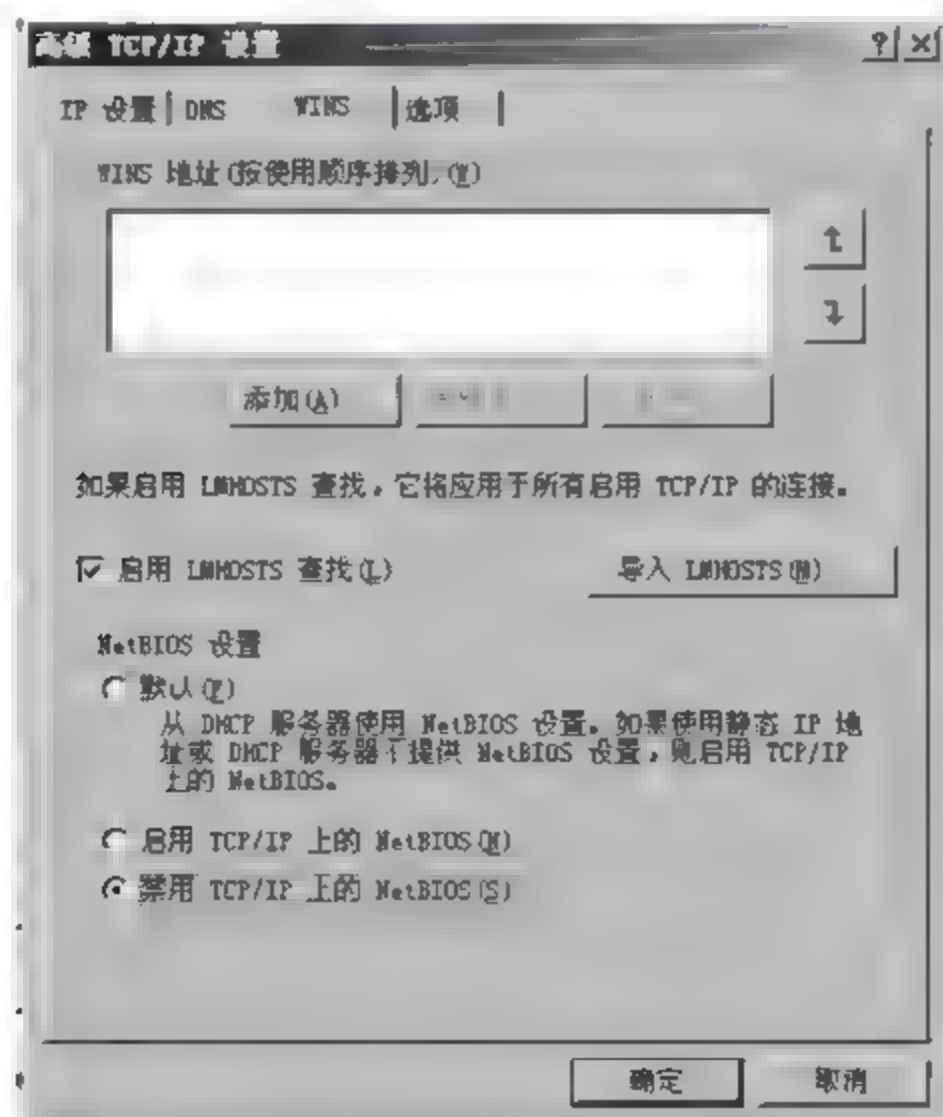 高级 TCP/IP 设置
IP 设置 DNS WINS 选项
WINS 地址(按使用顺序排列)(W)
添加(A)
如果启用 LMHOSTS 查找，它将应用于所有启用 TCP/IP 的连接。
启用 LMHOSTS 查找(L)
导入 LMHOSTS(M)
NetBIOS 设置
默认(F)
从 DHCP 服务器使用 NetBIOS 设置。如果使用静态 IP 地
址或 DHCP 服务器不提供 NetBIOS 设置，则启用 TCP/IP
上的 NetBIOS。
启用 TCP/IP 上的 NetBIOS(N)
禁用 TCP/IP 上的 NetBIOS(S)
确定
取消